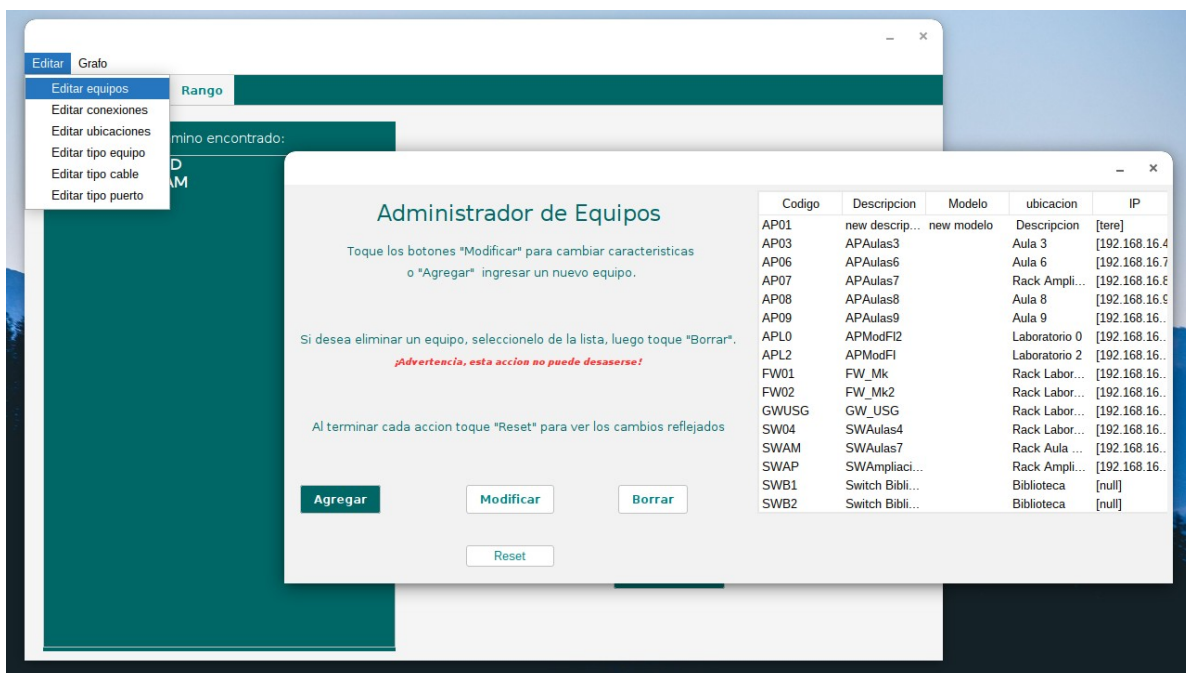 Editar Grafo
Editar equipos
Editar conexiones
Editar ubicaciones
Editar tipo equipo
Editar tipo cable
Editar tipo puerto
Rango
mino encontrado:
D
AM
Administrador de Equipos
Toque los botones "Modificar" para cambiar caracteristicas
o "Agregar" ingresar un nuevo equipo.
Si desea eliminar un equipo, seleccionelo de la lista, luego toque "Borrar".
¡Advertencia, esta accion no puede desaserse!
Al terminar cada accion toque "Reset" para ver los cambios reflejados
Agregar Modificar Borrar
Reset
Codigo Descripcion Modelo ubicacion IP
AP01 new descrip... new modelo Descripcion [tere]
AP03 APAulas3 Aula 3 [192.168.16.4
AP06 APAulas6 Aula 6 [192.168.16.7
AP07 APAulas7 Rack Ampli... [192.168.16.8
AP08 APAulas8 Aula 8 [192.168.16.9
AP09 APAulas9 Aula 9 [192.168.16..
APL0 APModFI2 Laboratorio 0 [192.168.16..
APL2 APModFI Laboratorio 2 [192.168.16..
FW01 FW_Mk Rack Labor... [192.168.16..
FW02 FW_Mk2 Rack Labor... [192.168.16..
GWUSG GW_USG Rack Labor... [192.168.16..
SW04 SWAulas4 Rack Labor... [192.168.16..
SWAM SWAulas7 Rack Aula ... [192.168.16..
SWAP SWAmpliaci... Rack Ampli... [192.168.16..
SWB1 Switch Bibli... Biblioteca [null]
SWB2 Switch Bibli... Biblioteca [null]